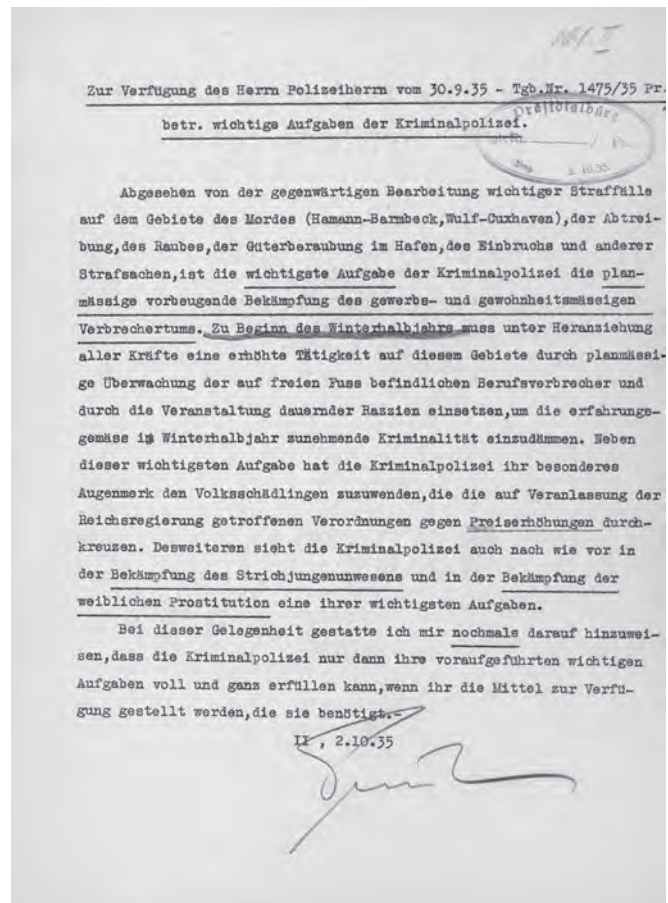 Zur Verfügung des Herrn Polizeiherrn vom 30.9.35 - Tgb.Nr. 1475/35 Pr.
betr. wichtige Aufgaben der Kriminalpolizei.
Präsidialbüro
Pr.
2.10.35
Abgesehen von der gegenwärtigen Bearbeitung wichtiger Straffälle
auf dem Gebiete des Mordes (Hamann-Barmbeck,Wulf-Cuxhaven),der Abtrei-
bung,des Raubes,der Güterberaubung im Hafen,des Einbruchs und anderer
Strafsachen,ist die wichtigste Aufgabe der Kriminalpolizei die plan-
mässige vorbeugende Bekämpfung des gewerbs- und gewohnheitsmässigen
Verbrechertums. Zu Beginn des Winterhalbjahrs muss unter Heranziehung
aller Kräfte eine erhöhte Tätigkeit auf diesem Gebiete durch planmässi-
ge Überwachung der auf freien Fuss befindlichen Berufsverbrecher und
durch die Veranstaltung dauernder Razzien einsetzen,um die erfahrungs-
gemäss im Winterhalbjahr zunehmende Kriminalität einzudämmen. Neben
dieser wichtigsten Aufgabe hat die Kriminalpolizei ihr besonderes
Augenmerk den Volksschädlingen zuzuwenden,die die auf Veranlassung der
Reichsregierung getroffenen Verordnungen gegen Preiserhöhungen durch-
kreuzen. Desweiteren sieht die Kriminalpolizei auch nach wie vor in
der Bekämpfung des Strichjungenunwesens und in der Bekämpfung der
weiblichen Prostitution eine ihrer wichtigsten Aufgaben.
Bei dieser Gelegenheit gestatte ich mir nochmals darauf hinzuwei-
sen,dass die Kriminalpolizei nur dann ihre voraufgeführten wichtigen
Aufgaben voll und ganz erfüllen kann,wenn ihr die Mittel zur Verfü-
gung gestellt werden,die sie benötigt.-
II , 2.10.35